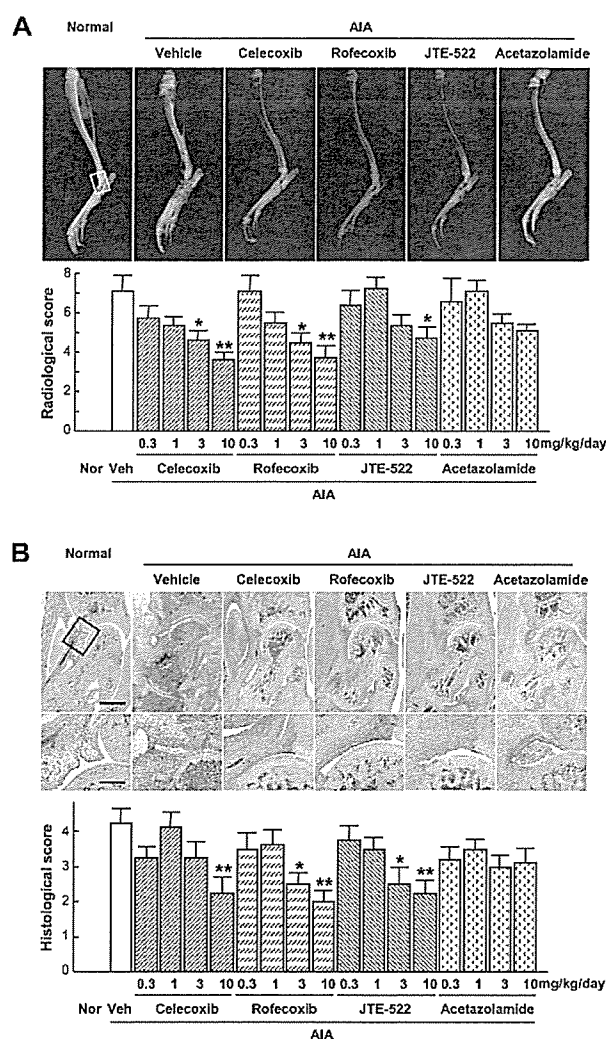 A
Normal AIA
Vehicle Celecoxib Rofecoxib JTE-522 Acetazolamide
8
6
4
2
0
Radiological score
* ** * ** *
0.3 1 3 10 0.3 1 3 10 0.3 1 3 10 0.3 1 3 10 mg/kg/day
Nor Veh Celecoxib Rofecoxib JTE-522 Acetazolamide
AIA
B
Normal AIA
Vehicle Celecoxib Rofecoxib JTE-522 Acetazolamide
4
3
2
1
0
Histological score
** * ** * **
0.3 1 3 10 0.3 1 3 10 0.3 1 3 10 0.3 1 3 10 mg/kg/day
Nor Veh Celecoxib Rofecoxib JTE-522 Acetazolamide
AIA